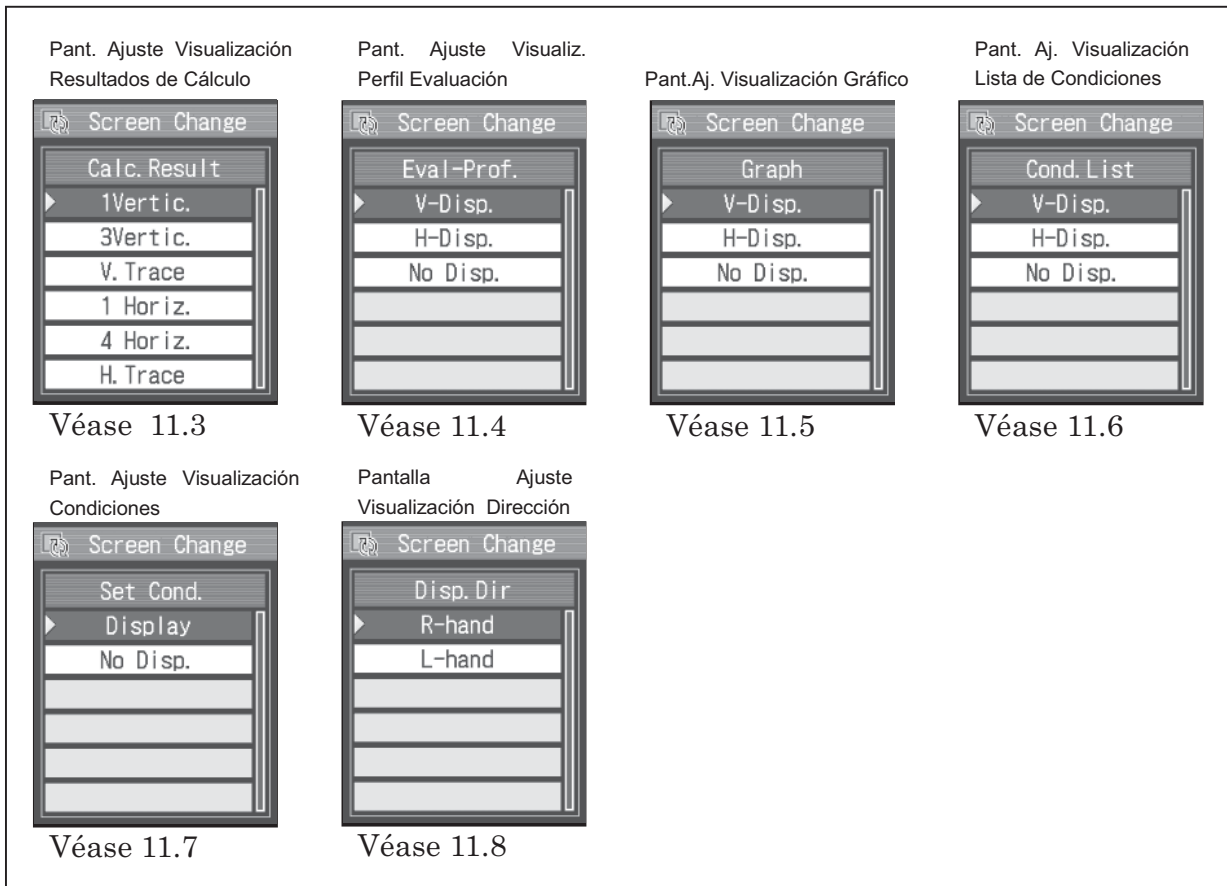 Pant. Ajuste Visualización
Resultados de Cálculo
Screen Change
Calc.Result
1Vertic.
3Vertic.
V.Trace
1 Horiz.
4 Horiz.
H.Trace
Véase 11.3
Pant. Ajuste Visualiz.
Perfil Evaluación
Screen Change
Eval-Prof.
V-Disp.
H-Disp.
No Disp.
Véase 11.4
Pant.Aj. Visualización Gráfico
Screen Change
Graph
V-Disp.
H-Disp.
No Disp.
Véase 11.5
Pant. Aj. Visualización
Lista de Condiciones
Screen Change
Cond.List
V-Disp.
H-Disp.
No Disp.
Véase 11.6
Pant. Ajuste Visualización
Condiciones
Screen Change
Set Cond.
Display
No Disp.
Véase 11.7
Pantalla Ajuste
Visualización Dirección
Screen Change
Disp.Dir
R-hand
L-hand
Véase 11.8